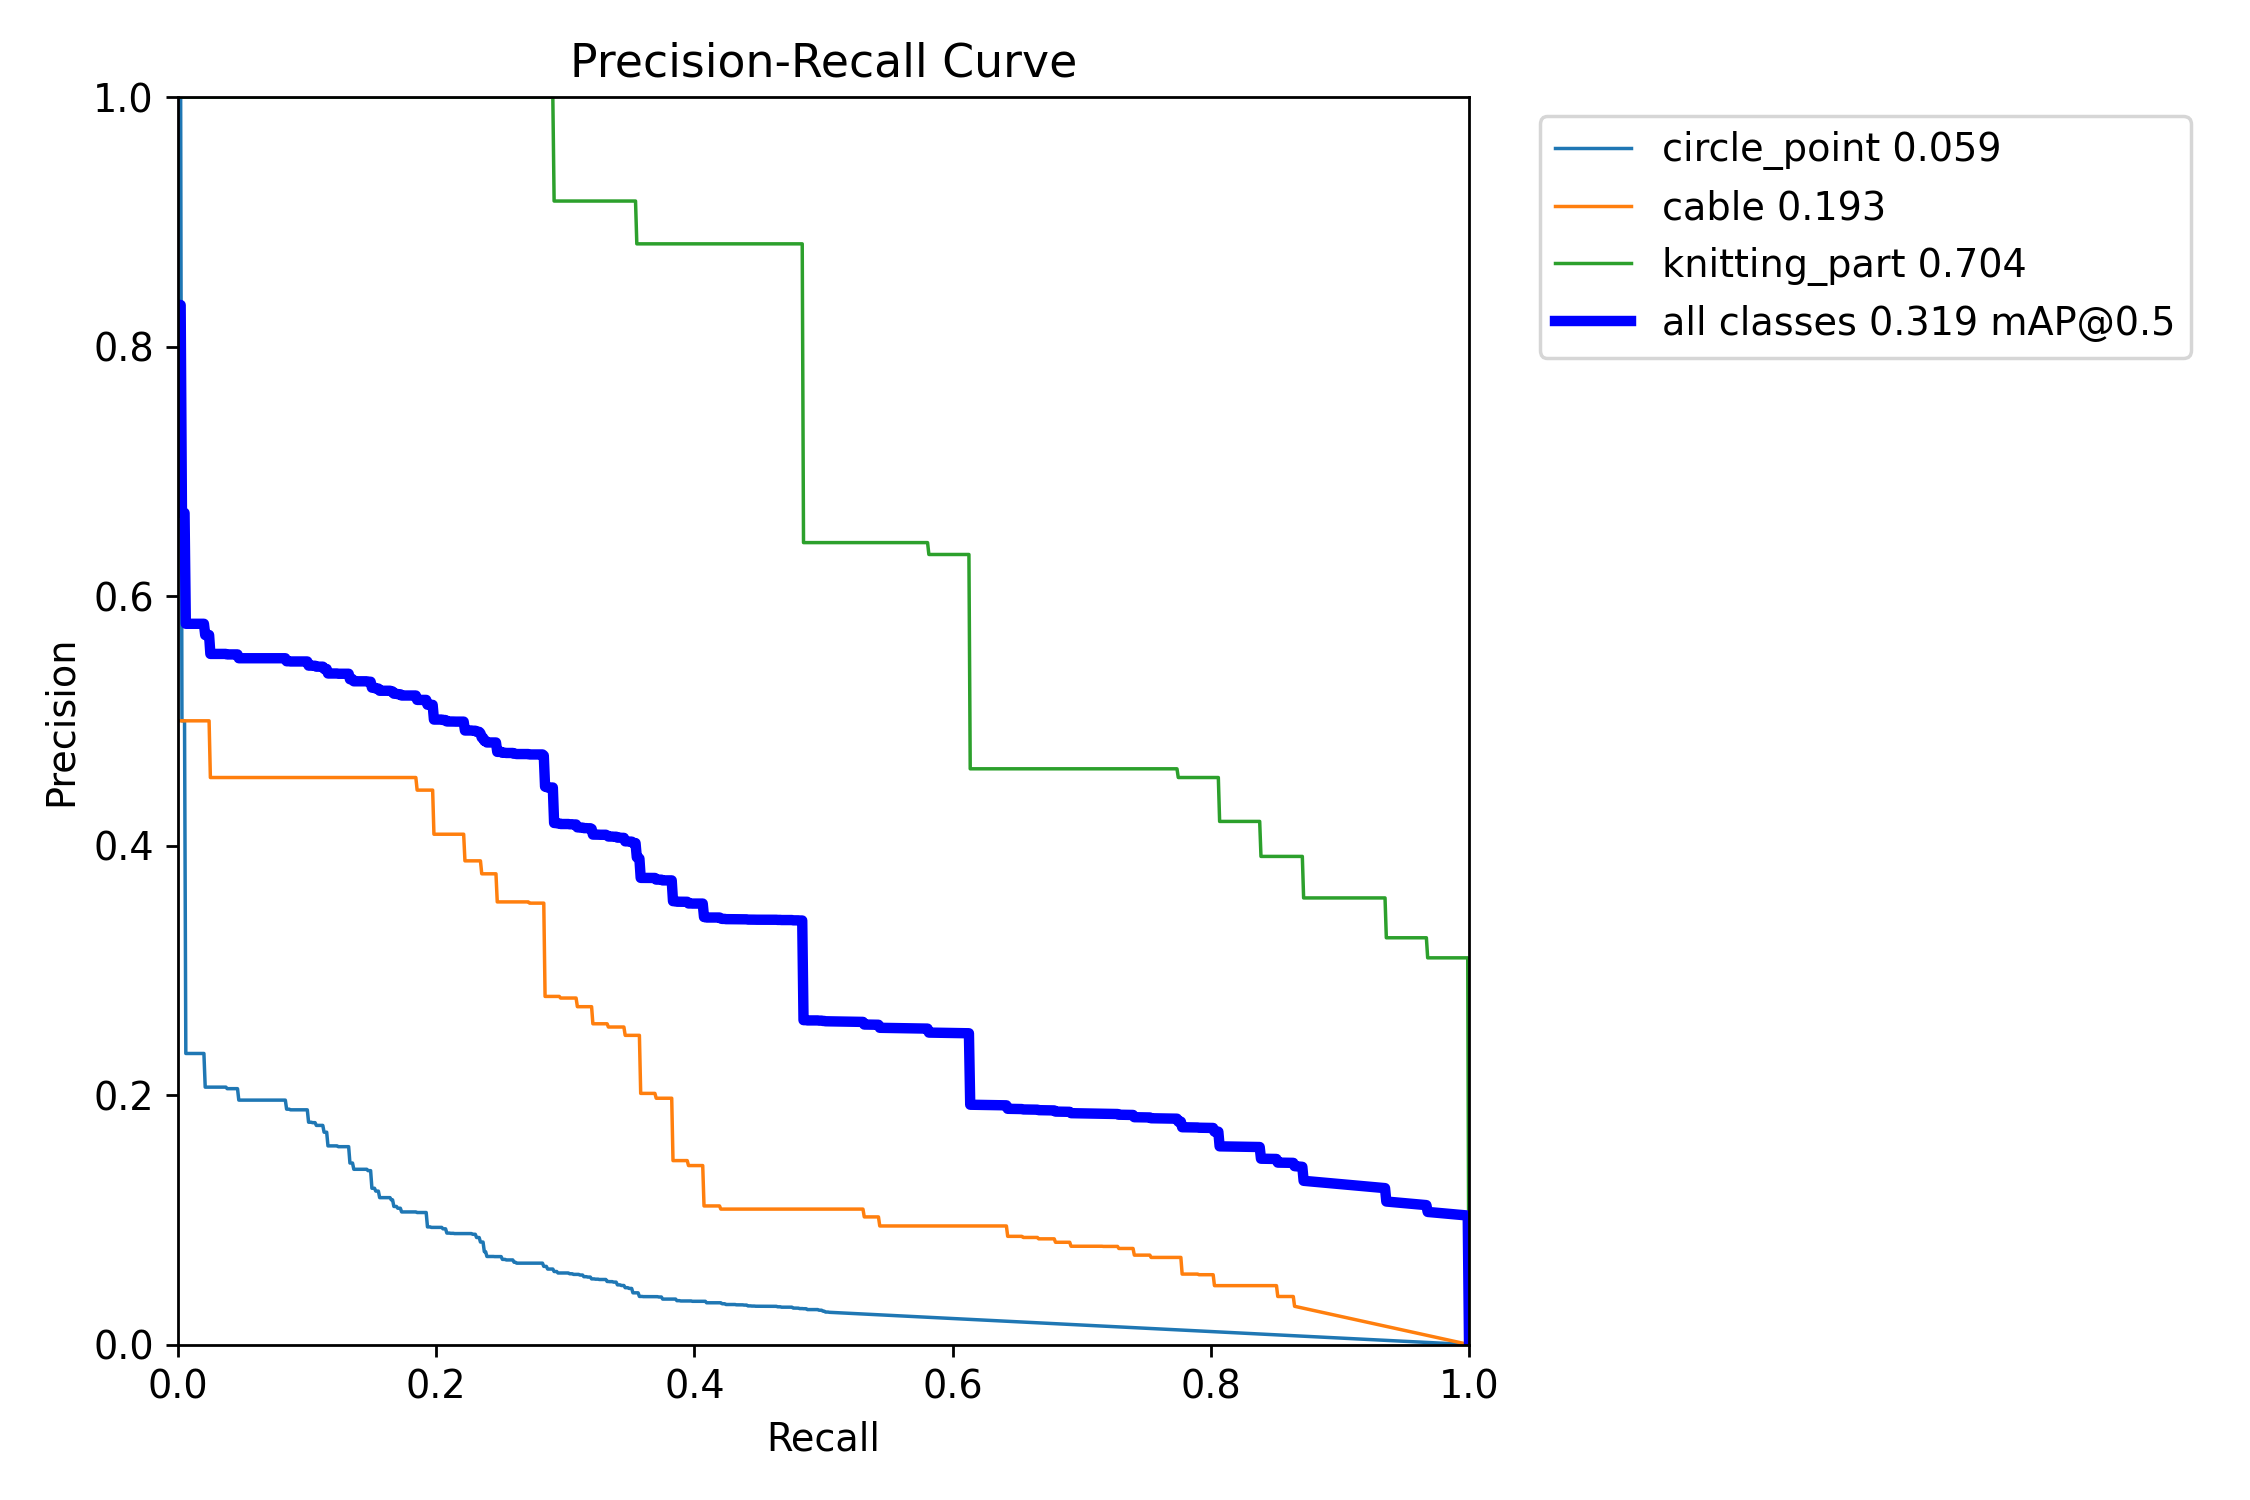 Precision-Recall Curve
circle_point 0.059
cable 0.193
knitting_part 0.704
all classes 0.319 mAP@0.5
Precision
1.0
0.8
0.6
0.4
0.2
0.0
0.0 0.2 0.4 0.6 0.8 1.0
Recall